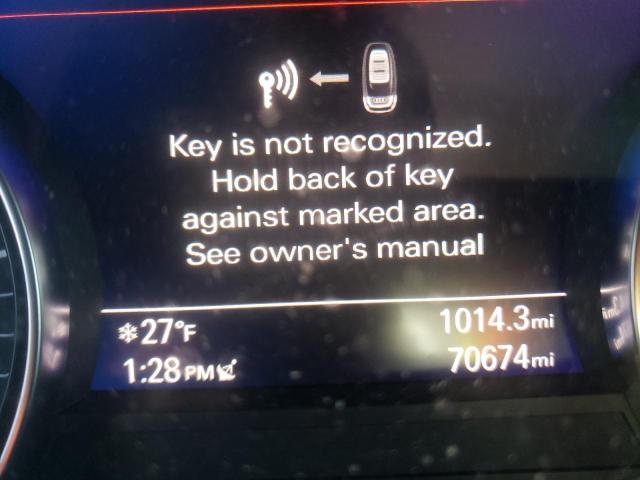 Key is not recognized.
Hold back of key
against marked area.
See owner's manual
27°F
1014.3mi
1:28 PM
70674mi